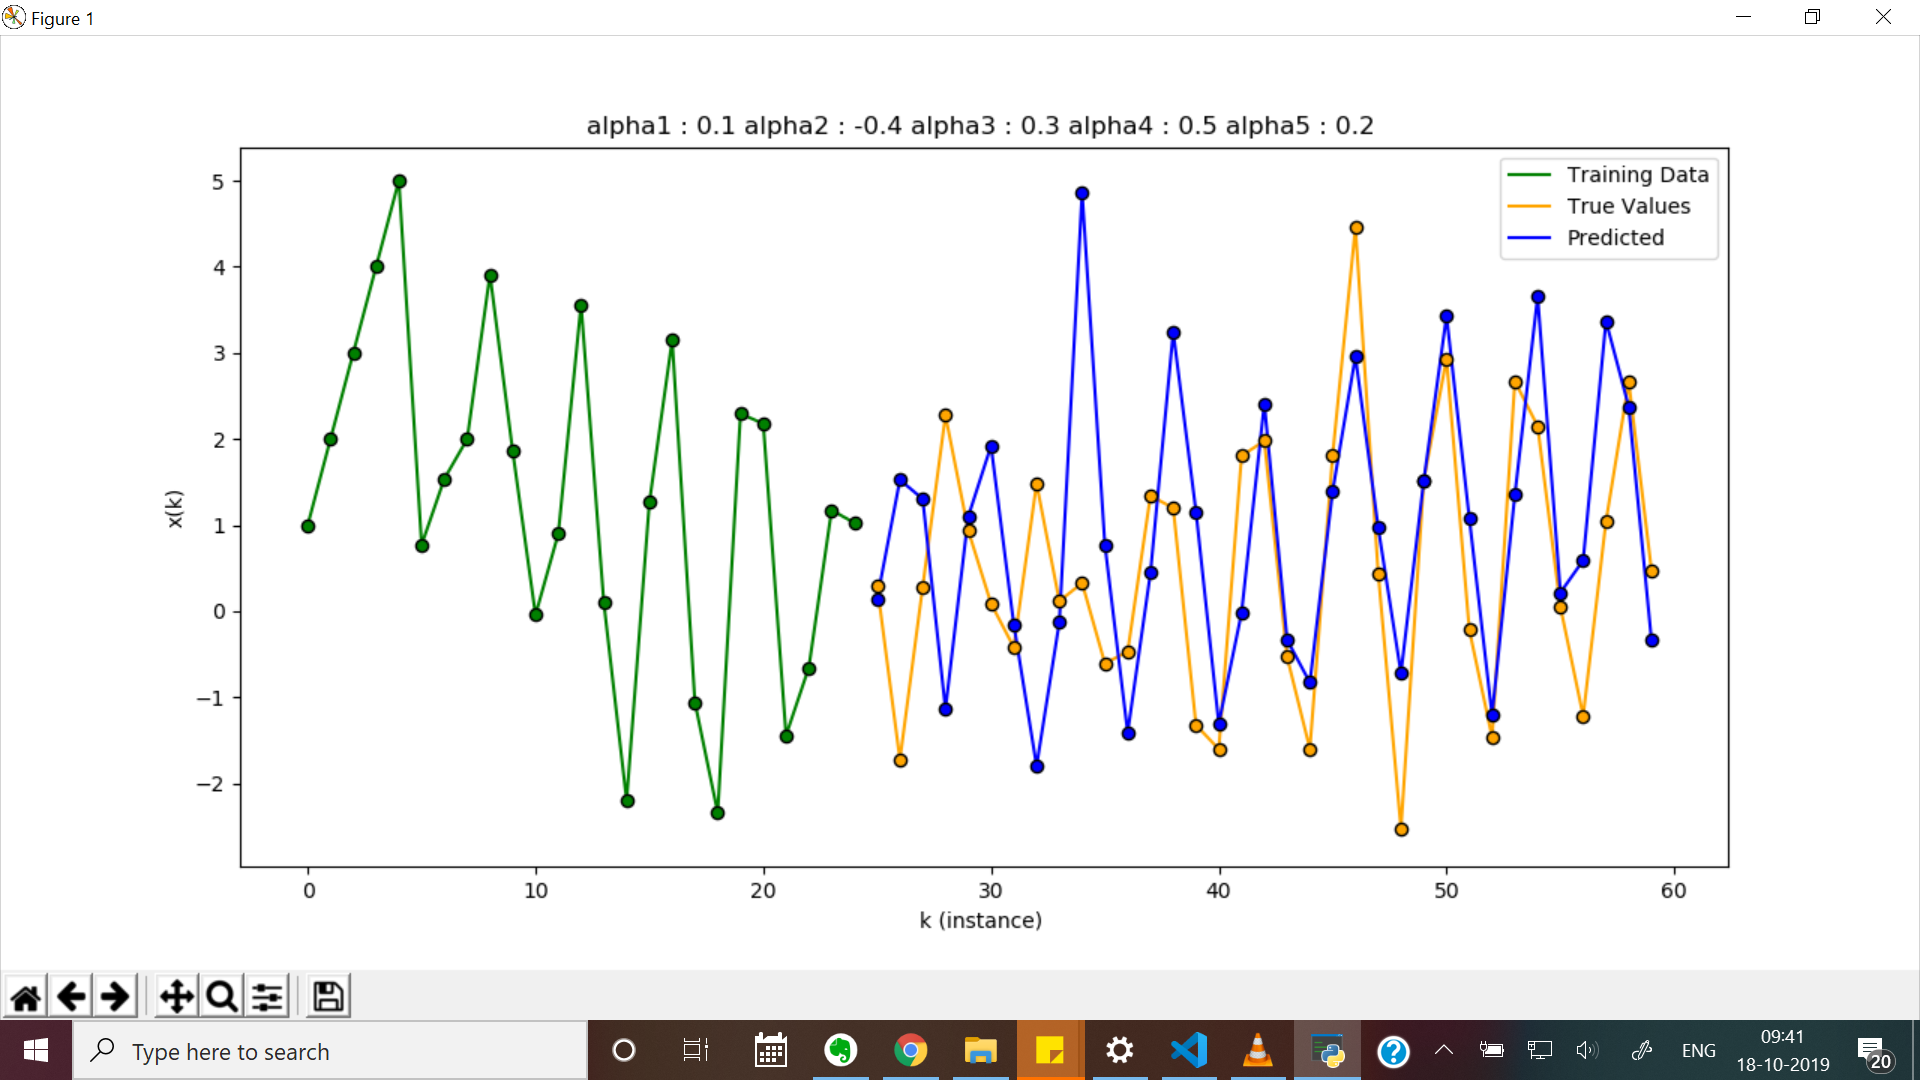 Figure 1
alpha1 : 0.1 alpha2 : -0.4 alpha3 : 0.3 alpha4 : 0.5 alpha5 : 0.2
Training Data
True Values
Predicted
5
4
3
2
1
0
−1
−2
x(k)
0 10 20 30 40 50 60
k (instance)
Type here to search
ENG
09:41
18-10-2019
20